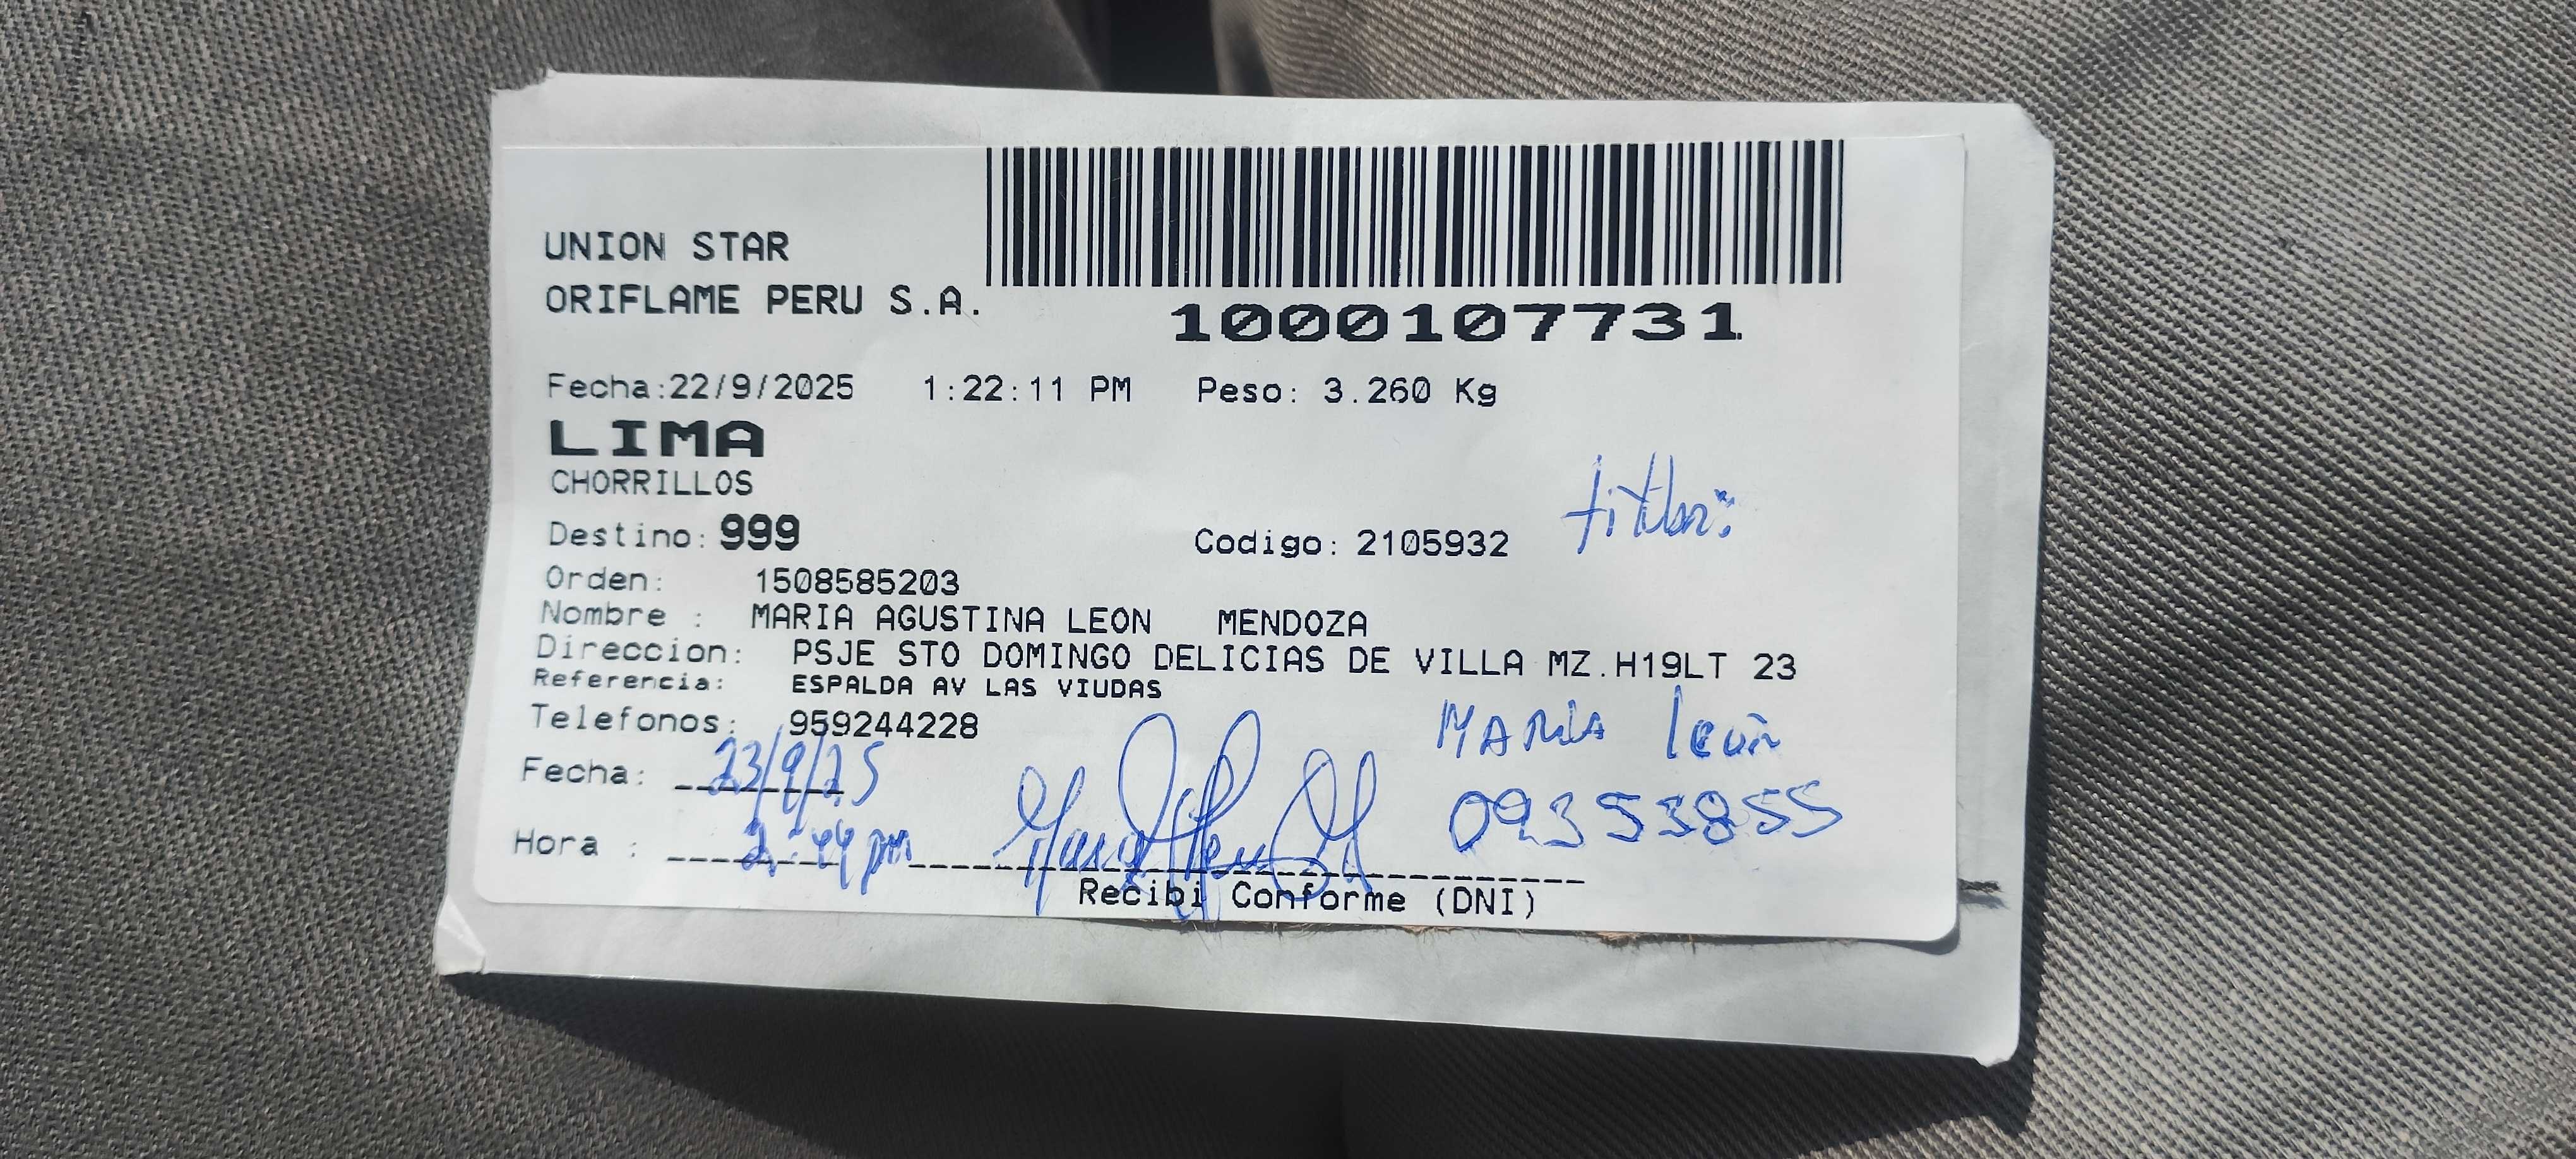 UNION STAR
ORIFLAME PERU S.A.
1000107731
Fecha:22/9/2025 1:22:11 PM Peso: 3.260 Kg
LIMA
CHORRILLOS
titular:
Destino: 999 Codigo: 2105932
Orden: 1508585203
Nombre : MARIA AGUSTINA LEON MENDOZA
Direccion: PSJE STO DOMINGO DELICIAS DE VILLA MZ.H19LT 23
Referencia: ESPALDA AV LAS VIUDAS
Telefonos: 959244228
MARIA león
Fecha: 23/9/25
09353855
Hora : 2:44 pm
Recibi Conforme (DNI)